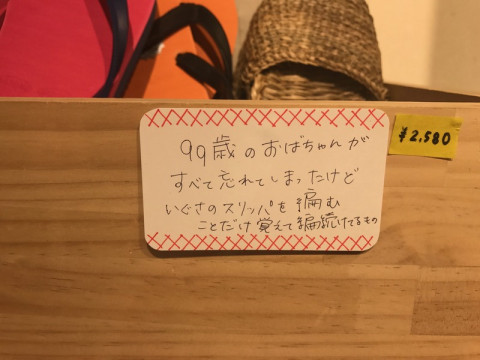 99歳のおばちゃんが
すべて忘れてしまったけど
いぐさのスリッパを編む
ことだけ覚えて編続けてるもの
¥2,580